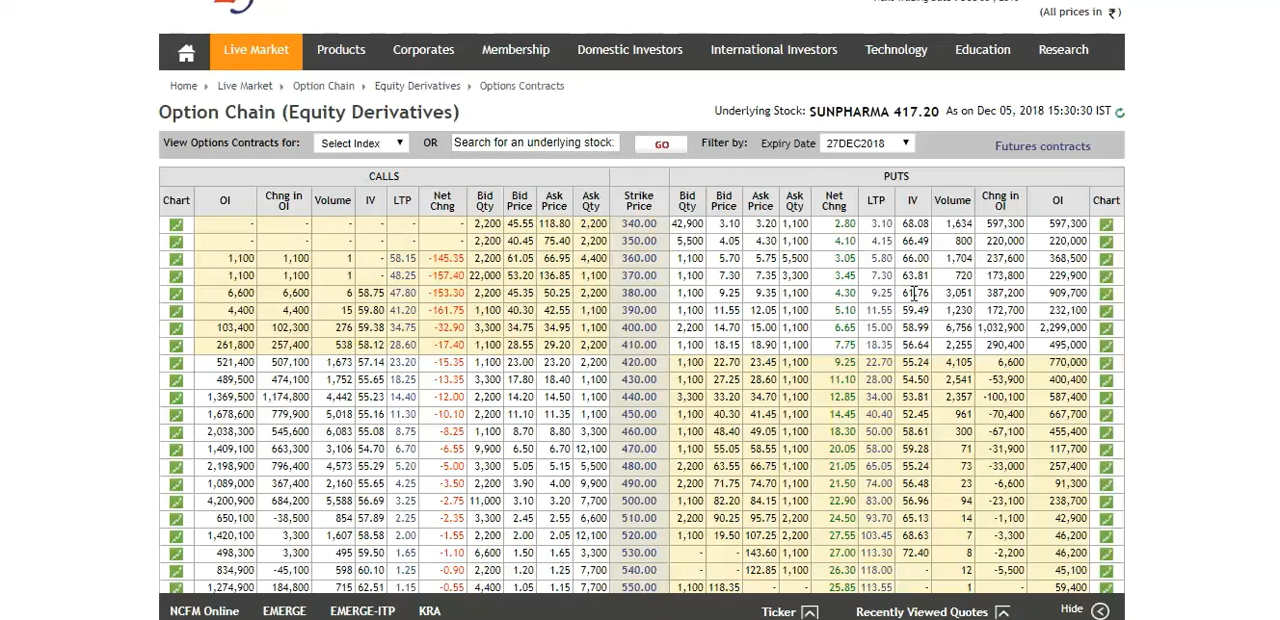 (All prices in ₹)
Live Market Products Corporates Membership Domestic Investors International Investors Technology Education Research
Home Live Market Option Chain Equity Derivatives Options Contracts
Option Chain (Equity Derivatives) Underlying Stock: SUNPHARMA 417.20 As on Dec 05, 2018 15:30:30 IST
View Options Contracts for: Select Index OR Search for an underlying stock: GO Filter by: Expiry Date 27DEC2018 Futures contracts
CALLS PUTS
Chart OI Chng in OI Volume IV LTP Net Chng Bid Qty Bid Price Ask Price Ask Qty Strike Price Bid Qty Bid Price Ask Price Ask Qty Net Chng LTP IV Volume Chng in OI OI Chart
- - - - - - 2,200 45.55 118.80 2,200 340.00 42,900 3.10 3.20 1,100 2.80 3.10 68.08 1,634 597,300 597,300
- - - - - - 2,200 40.45 75.40 2,200 350.00 5,500 4.05 4.30 1,100 4.10 4.15 66.49 800 220,000 220,000
1,100 1,100 1 - 58.15 -145.35 2,200 61.05 66.95 4,400 360.00 1,100 5.70 5.75 5,500 3.05 5.80 66.00 1,704 237,600 368,500
1,100 1,100 1 - 48.25 -157.40 22,000 53.20 136.85 1,100 370.00 1,100 7.30 7.35 3,300 3.45 7.30 63.81 720 173,800 229,900
6,600 6,600 6 58.75 47.80 -153.30 2,200 45.35 50.25 2,200 380.00 1,100 9.25 9.35 1,100 4.30 9.25 61.76 3,051 387,200 909,700
4,400 4,400 15 59.80 41.20 -161.75 1,100 40.30 42.55 1,100 390.00 1,100 11.55 12.05 1,100 5.10 11.55 59.49 1,230 172,700 232,100
103,400 102,300 276 59.38 34.75 -32.90 3,300 34.75 34.95 1,100 400.00 2,200 14.70 15.00 1,100 6.65 15.00 58.99 6,756 1,032,900 2,299,000
261,800 257,400 538 58.12 28.60 -17.40 1,100 28.55 29.20 2,200 410.00 1,100 18.15 18.90 1,100 7.75 18.35 56.64 2,255 290,400 495,000
521,400 507,100 1,673 57.14 23.20 -15.35 1,100 23.00 23.20 2,200 420.00 1,100 22.70 23.45 1,100 9.25 22.70 55.24 4,105 6,600 770,000
489,500 474,100 1,752 55.65 18.25 -13.35 3,300 17.80 18.40 1,100 430.00 1,100 27.25 28.60 1,100 11.10 28.00 54.50 2,541 -53,900 400,400
1,369,500 1,174,800 4,442 55.23 14.40 -12.00 2,200 14.20 14.50 1,100 440.00 3,300 33.20 34.70 1,100 12.85 34.00 53.81 2,357 -100,100 587,400
1,678,600 779,900 5,018 55.16 11.30 -10.10 2,200 11.10 11.35 1,100 450.00 1,100 40.30 41.45 1,100 14.45 40.40 52.45 961 -70,400 667,700
2,038,300 545,600 6,083 55.08 8.75 -8.25 1,100 8.70 8.80 3,300 460.00 1,100 48.40 49.05 1,100 18.30 50.00 58.61 300 -67,100 455,400
1,409,100 663,300 3,106 54.70 6.70 -6.55 9,900 6.50 6.70 12,100 470.00 1,100 55.05 58.55 1,100 20.05 58.00 59.28 71 -31,900 117,700
2,198,900 796,400 4,573 55.29 5.20 -5.00 3,300 5.05 5.15 5,500 480.00 2,200 63.55 66.75 1,100 21.05 65.05 55.24 73 -33,000 257,400
1,089,000 367,400 2,160 55.65 4.25 -3.50 2,200 3.90 4.00 9,900 490.00 1,100 71.75 74.70 1,100 21.50 74.00 56.48 23 -6,600 91,300
4,200,900 684,200 5,588 56.69 3.25 -2.75 11,000 3.10 3.20 7,700 500.00 1,100 82.20 84.15 1,100 22.90 83.00 56.96 94 -23,100 238,700
650,100 -38,500 854 57.89 2.25 -2.35 3,300 2.45 2.55 6,600 510.00 2,200 90.25 95.75 2,200 24.50 93.70 65.13 14 -1,100 42,900
1,420,100 3,300 1,607 58.58 2.00 -1.55 2,200 2.00 2.05 12,100 520.00 1,100 19.50 107.25 2,200 27.55 103.45 68.63 7 -3,300 46,200
498,300 3,300 495 59.50 1.65 -1.10 6,600 1.50 1.65 3,300 530.00 - - 143.60 1,100 27.00 113.30 72.40 8 -2,200 46,200
834,900 -45,100 598 60.10 1.25 -0.90 2,200 1.20 1.25 7,700 540.00 - - 122.85 1,100 26.30 118.00 - 12 -5,500 45,100
1,274,900 184,800 715 62.51 1.15 -0.55 4,400 1.05 1.15 7,700 550.00 1,100 118.35 - - 25.85 113.55 - 1 - 59,400
NCFM Online EMERGE EMERGE-ITP KRA Ticker Recently Viewed Quotes Hide